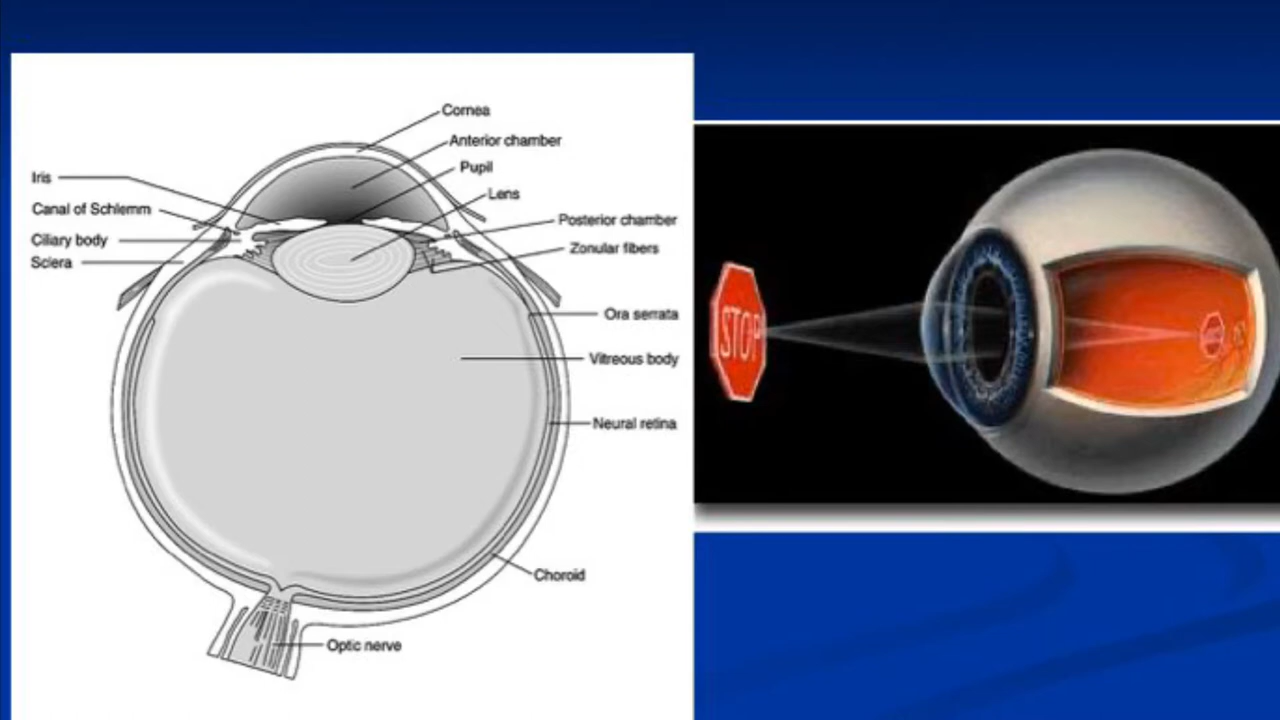 Cornea
Anterior chamber
Pupil
Lens
Iris
Canal of Schlemm
Ciliary body
Sclera
Posterior chamber
Zonular fibers
Ora serrata
Vitreous body
Neural retina
Choroid
Optic nerve
STOP